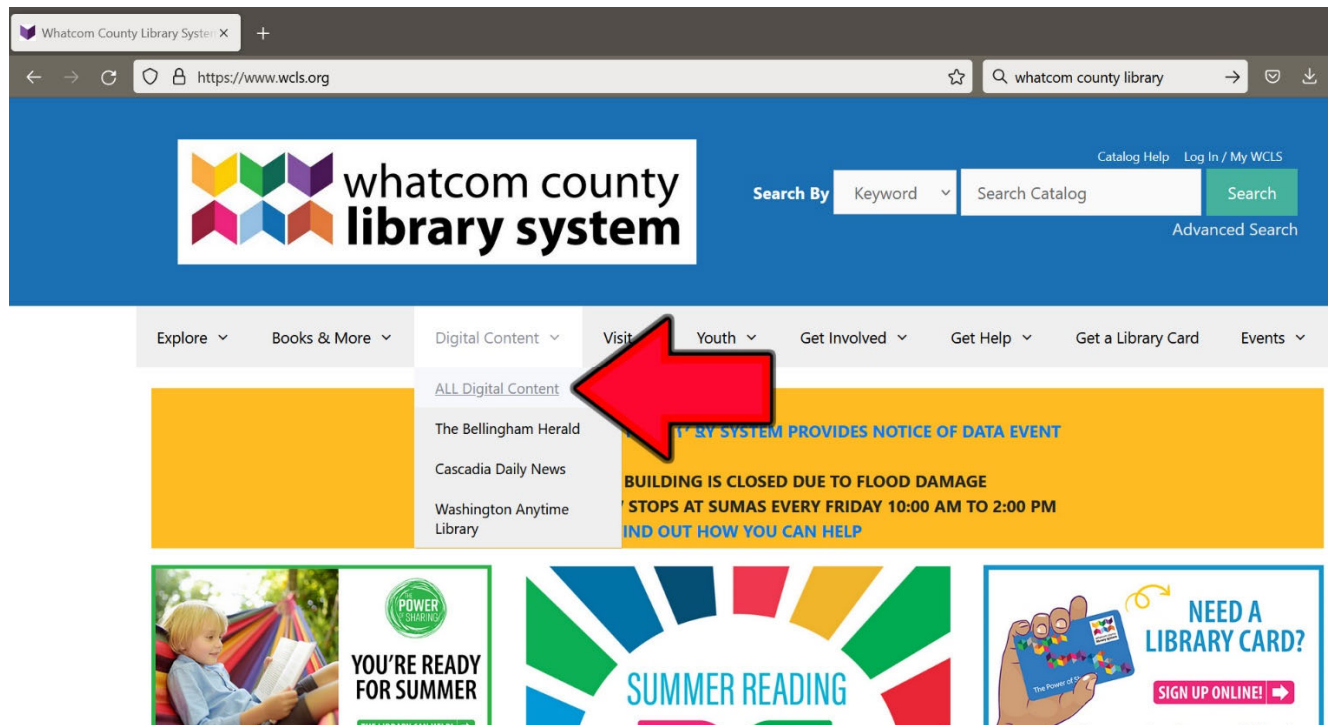 Whatcom County Library System
https://www.wcls.org
whatcom county library
whatcom county
library system
Catalog Help Log In / My WCLS
Search By Keyword Search Catalog Search
Advanced Search
Explore Books & More Digital Content Visit Youth Get Involved Get Help Get a Library Card Events
ALL Digital Content
The Bellingham Herald
Cascadia Daily News
Washington Anytime
Library
SYSTEM PROVIDES NOTICE OF DATA EVENT
BUILDING IS CLOSED DUE TO FLOOD DAMAGE
STOPS AT SUMAS EVERY FRIDAY 10:00 AM TO 2:00 PM
OUT HOW YOU CAN HELP
THE
POWER
OF SHARING
YOU'RE READY
FOR SUMMER
SUMMER READING
NEED A
LIBRARY CARD?
SIGN UP ONLINE!